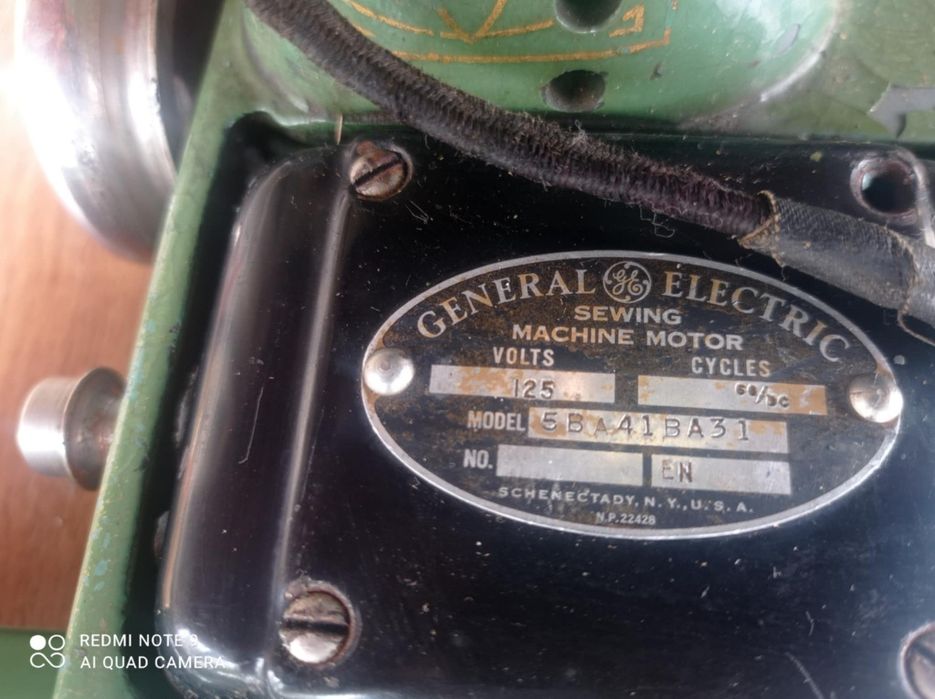 GENERAL GE ELECTRIC
SEWING
MACHINE MOTOR
VOLTS CYCLES
125 60/DC
MODEL 5BA41BA31
NO. EN
SCHENECTADY, N.Y., U.S.A.
N.P. 22428
REDMI NOTE 9
AI QUAD CAMERA